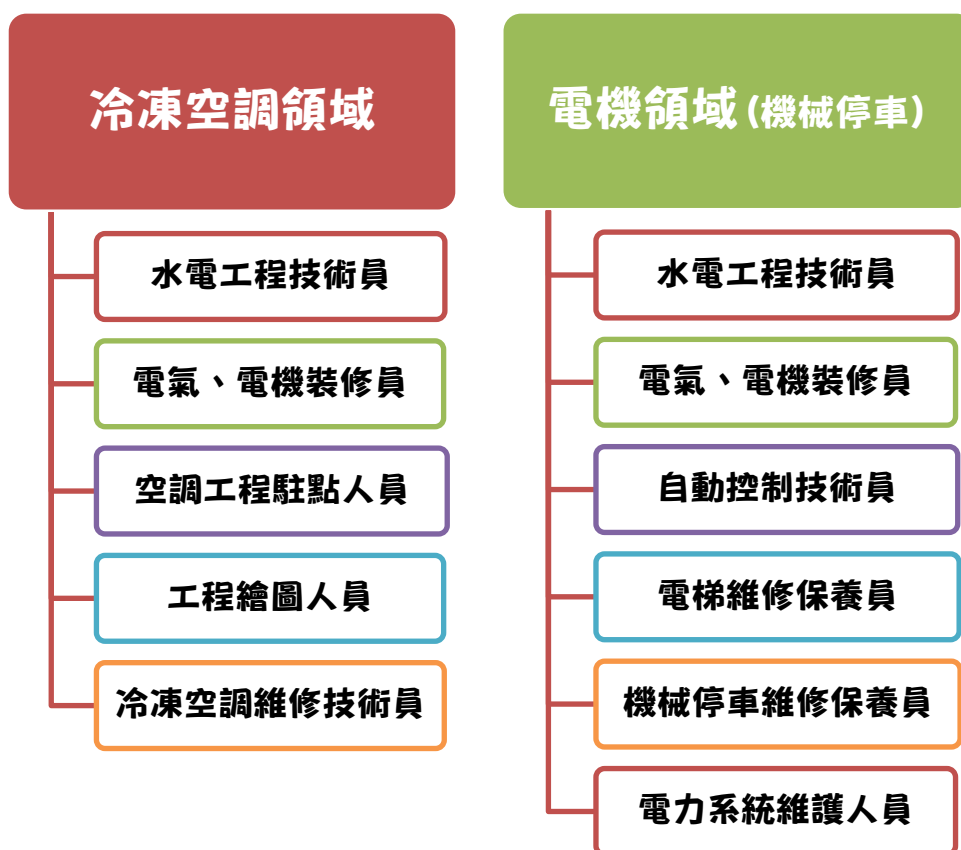 冷凍空調領域
水電工程技術員
電氣、電機裝修員
空調工程駐點人員
工程繪圖人員
冷凍空調維修技術員
電機領域(機械停車)
水電工程技術員
電氣、電機裝修員
自動控制技術員
電梯維修保養員
機械停車維修保養員
電力系統維護人員